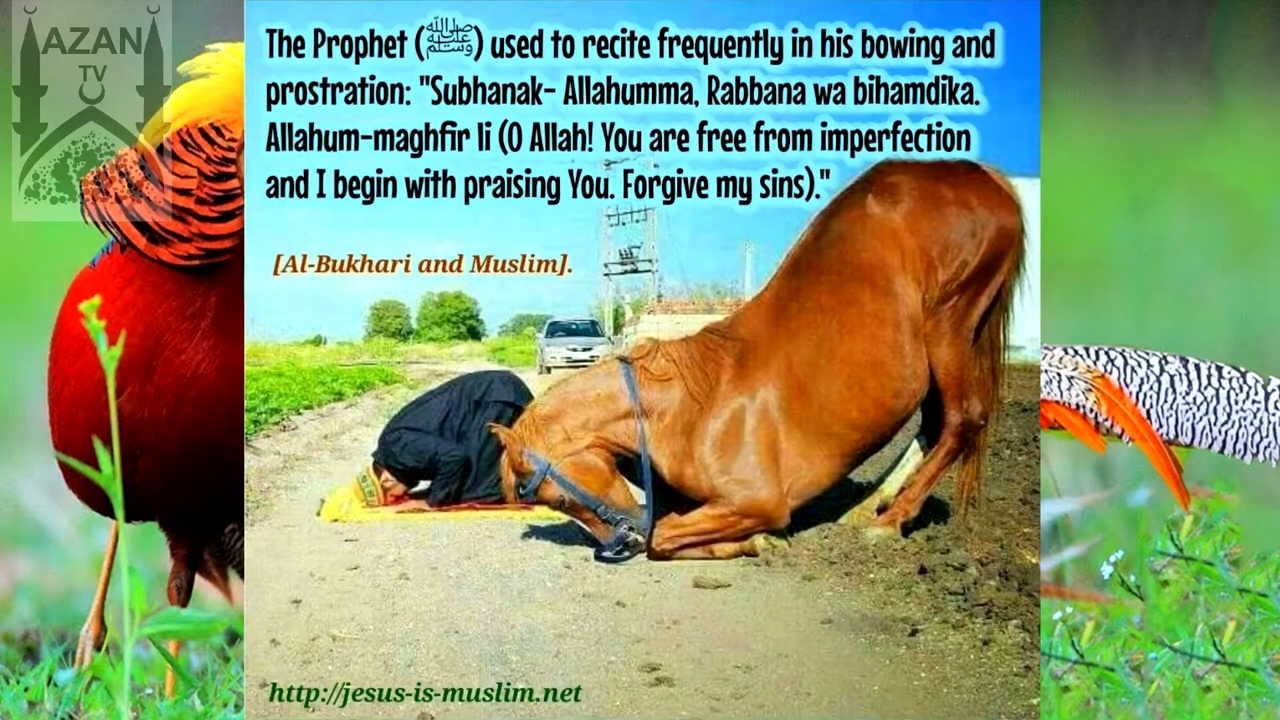 AZAN
TV
The Prophet (ﷺ) used to recite frequently in his bowing and
prostration: "Subhanak- Allahumma, Rabbana wa bihamdika.
Allahum-maghfir li (O Allah! You are free from imperfection
and I begin with praising You. Forgive my sins)."
[Al-Bukhari and Muslim].
http://jesus-is-muslim.net